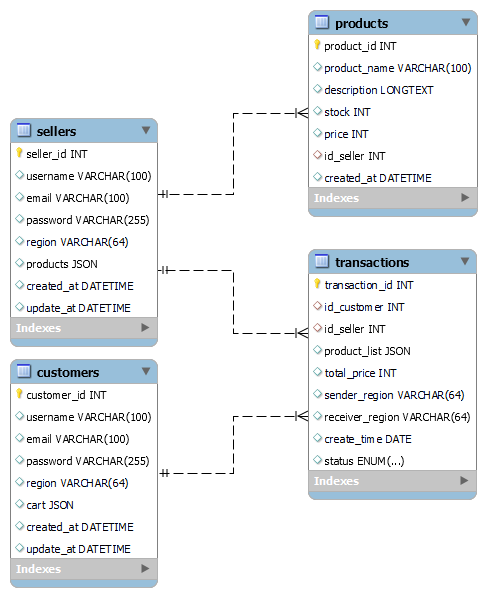 products
product_id INT
product_name VARCHAR(100)
description LONGTEXT
stock INT
price INT
id_seller INT
created_at DATETIME
Indexes
sellers
seller_id INT
username VARCHAR(100)
email VARCHAR(100)
password VARCHAR(255)
region VARCHAR(64)
products JSON
created_at DATETIME
update_at DATETIME
Indexes
transactions
transaction_id INT
id_customer INT
id_seller INT
product_list JSON
total_price INT
sender_region VARCHAR(64)
receiver_region VARCHAR(64)
create_time DATE
status ENUM(...)
Indexes
customers
customer_id INT
username VARCHAR(100)
email VARCHAR(100)
password VARCHAR(255)
region VARCHAR(64)
cart JSON
created_at DATETIME
update_at DATETIME
Indexes